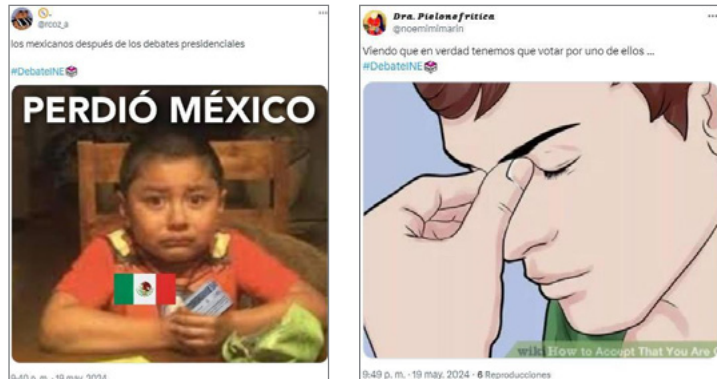 @rcoz_a
los mexicanos después de los debates presidenciales
#DebateINE
PERDIÓ MÉXICO
9:40 p. m. · 19 may. 2024
Dra. Pielonefritica
@noemimimarin
Viendo que en verdad tenemos que votar por uno de ellos ...
#DebateINE
wikiHow to Accept That You Are
9:49 p. m. · 19 may. 2024 · 6 Reproducciones